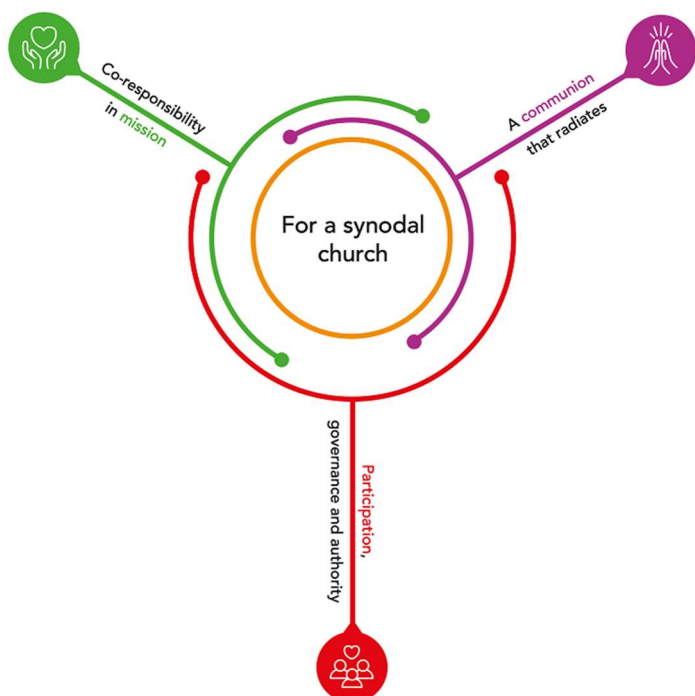 Co-responsibility
in mission
A communion
that radiates
For a synodal
church
Participation,
governance and authority